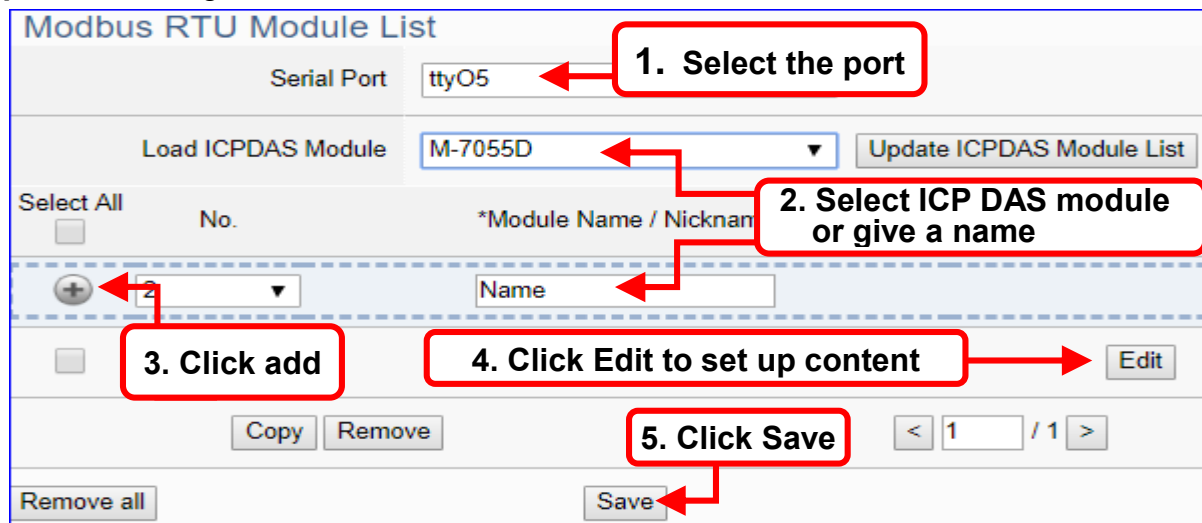 Modbus RTU Module List
Serial Port ttyO5 1. Select the port
Load ICPDAS Module M-7055D ▼ Update ICPDAS Module List
2. Select ICP DAS module
or give a name
Select All
No. *Module Name / Nicknam
+ 2 ▼ Name
3. Click add
4. Click Edit to set up content Edit
Copy Remove
5. Click Save
< 1 / 1 >
Remove all Save